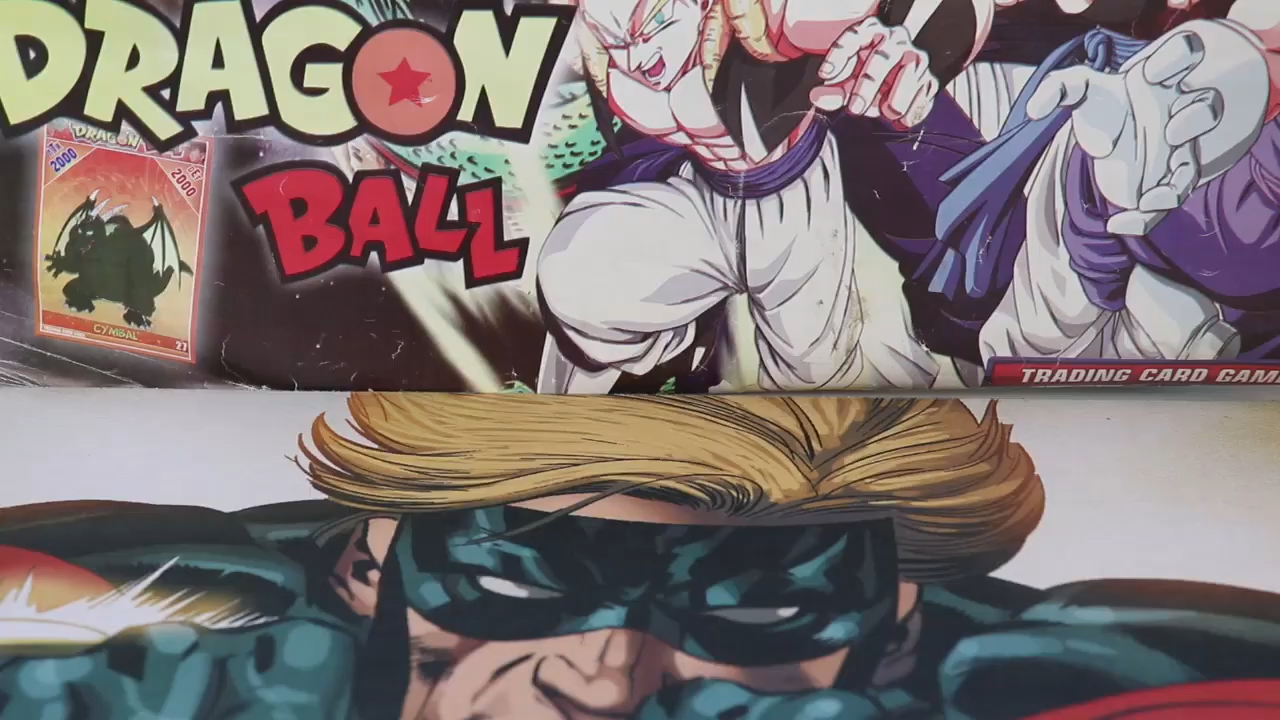 DRAGON
BALL
DRAGON
2000
2000
CYMBAL
27
TRADING CARD GAM